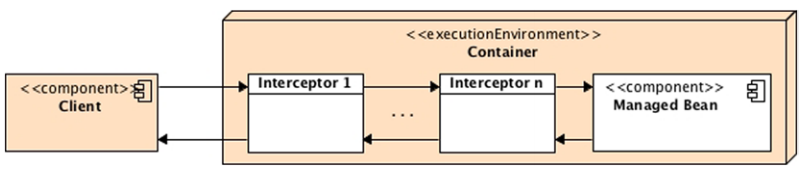 <<executionEnvironment>>
Container
<<component>>
Client
Interceptor 1
...
Interceptor n
<<component>>
Managed Bean